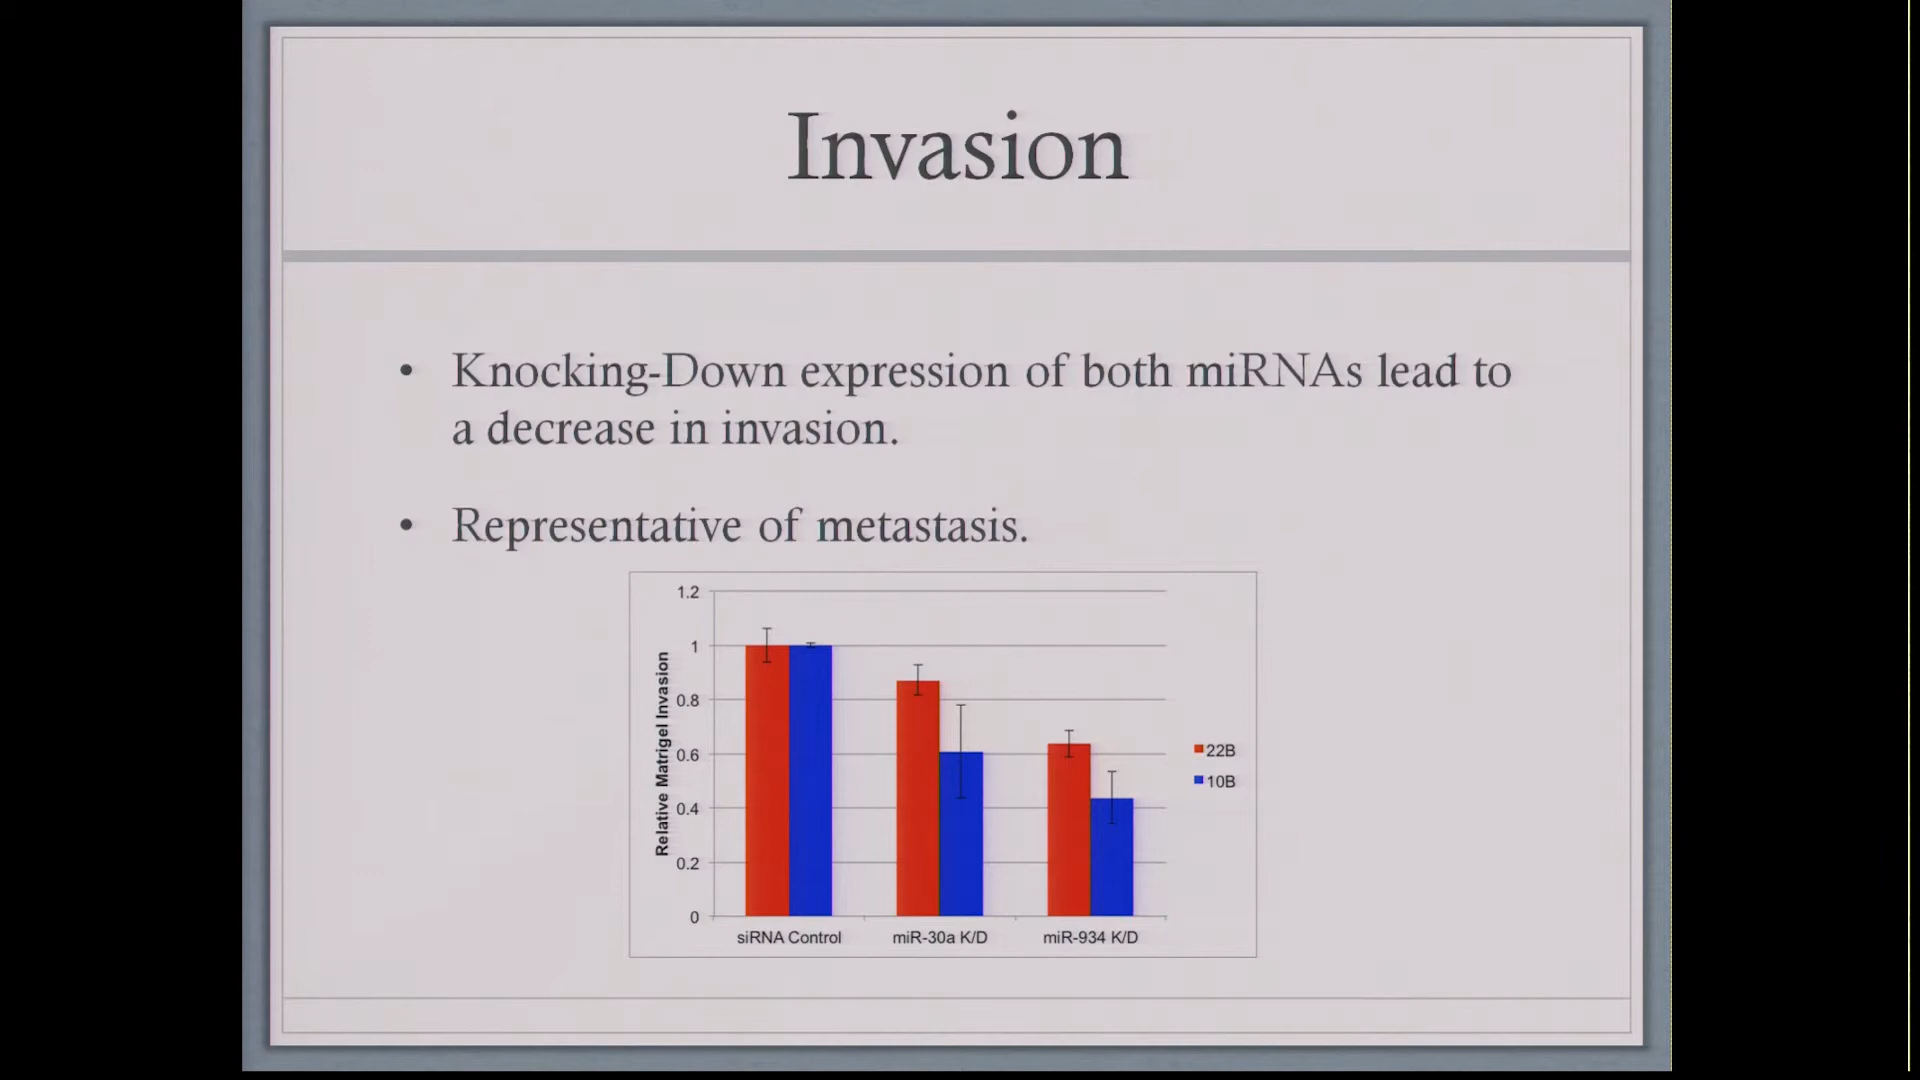 Invasion
• Knocking-Down expression of both miRNAs lead to
a decrease in invasion.
• Representative of metastasis.
1.2
1
0.8
0.6
0.4
0.2
0
Relative Matrigel Invasion
siRNA Control
miR-30a K/D
miR-934 K/D
22B
10B